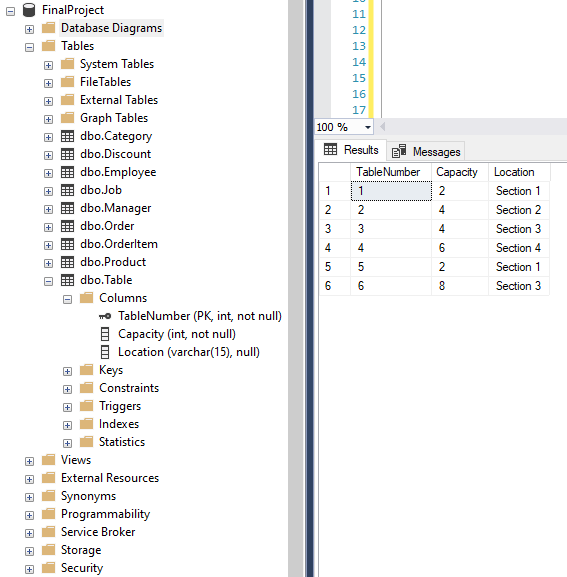 FinalProject
Database Diagrams
Tables
System Tables
FileTables
External Tables
Graph Tables
dbo.Category
dbo.Discount
dbo.Employee
dbo.Job
dbo.Manager
dbo.Order
dbo.OrderItem
dbo.Product
dbo.Table
Columns
TableNumber (PK, int, not null)
Capacity (int, not null)
Location (varchar(15), null)
Keys
Constraints
Triggers
Indexes
Statistics
Views
External Resources
Synonyms
Programmability
Service Broker
Storage
Security
11
12
13
14
15
16
17
100 %
Results Messages
TableNumber Capacity Location
1 1 2 Section 1
2 2 4 Section 2
3 3 4 Section 3
4 4 6 Section 4
5 5 2 Section 1
6 6 8 Section 3